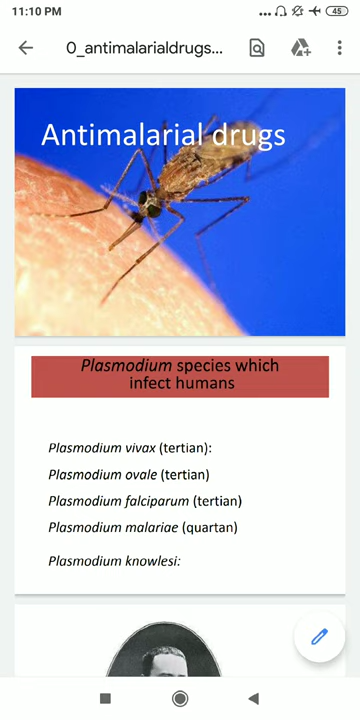 11:10 PM
45
0_antimalarialdrugs...
Antimalarial drugs
Plasmodium species which
infect humans
Plasmodium vivax (tertian):
Plasmodium ovale (tertian)
Plasmodium falciparum (tertian)
Plasmodium malariae (quartan)
Plasmodium knowlesi: